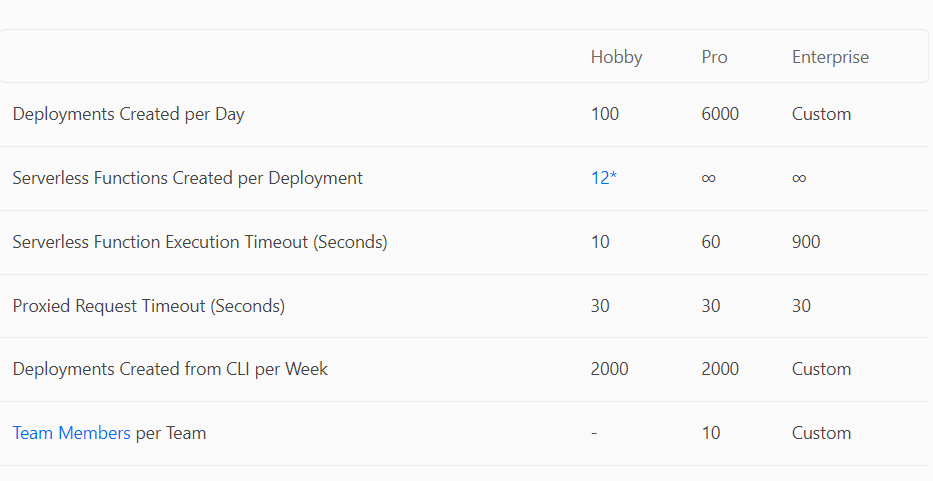 Hobby Pro Enterprise
Deployments Created per Day 100 6000 Custom
Serverless Functions Created per Deployment 12* ∞ ∞
Serverless Function Execution Timeout (Seconds) 10 60 900
Proxied Request Timeout (Seconds) 30 30 30
Deployments Created from CLI per Week 2000 2000 Custom
Team Members per Team - 10 Custom